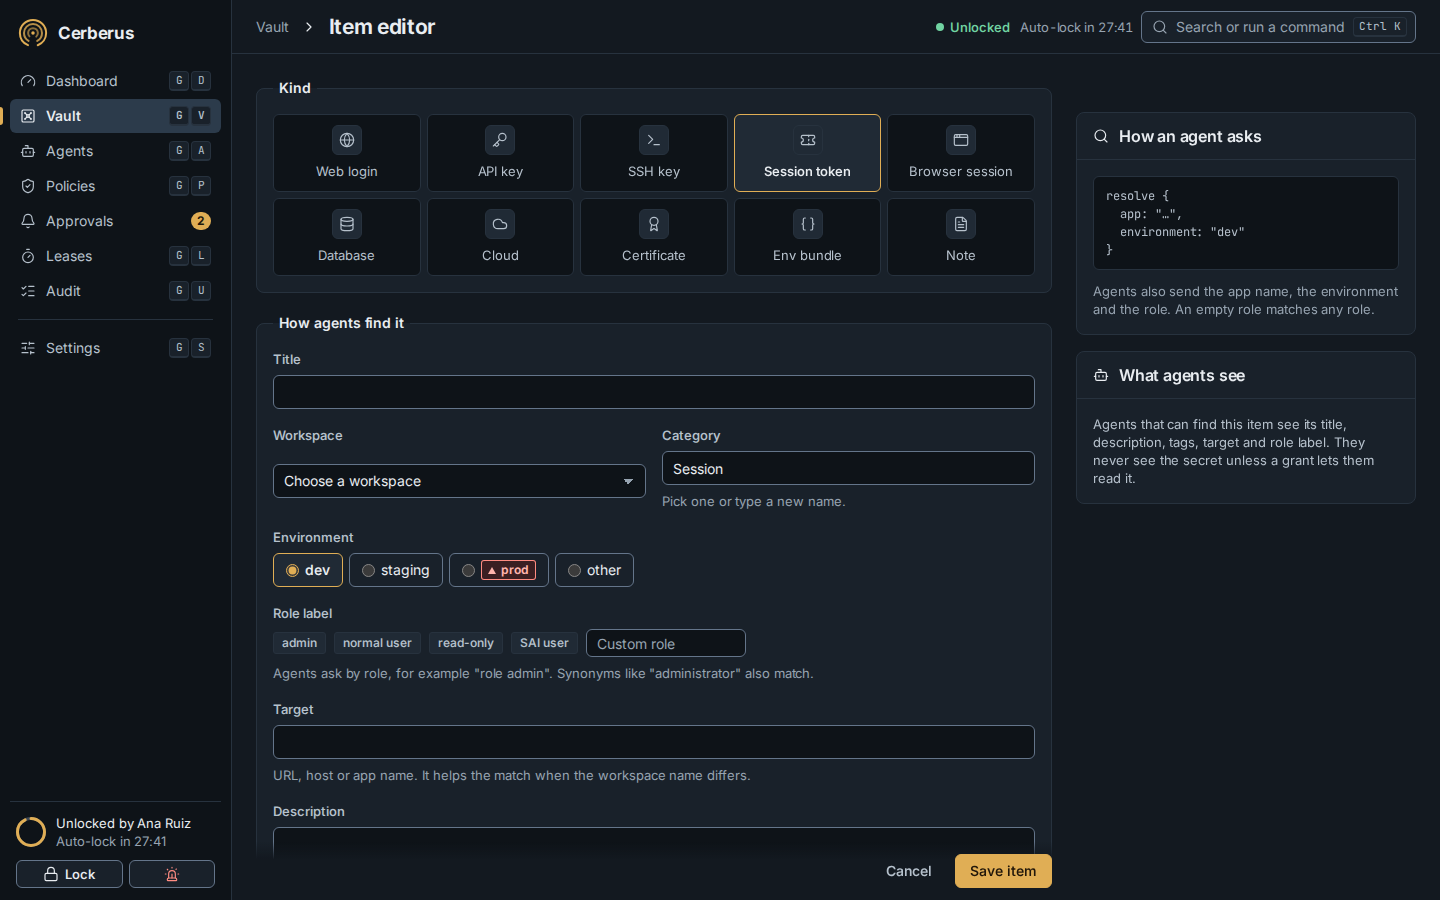 Cerberus
Dashboard G D
Vault G V
Agents G A
Policies G P
Approvals 2
Leases G L
Audit G U
Settings G S
Unlocked by Ana Ruiz
Auto-lock in 27:41
Lock
Vault > Item editor
Unlocked Auto-lock in 27:41
Search or run a command Ctrl K
Kind
Web login
API key
SSH key
Session token
Browser session
Database
Cloud
Certificate
Env bundle
Note
How agents find it
Title
Workspace
Choose a workspace
Category
Session
Pick one or type a new name.
Environment
dev staging prod other
Role label
admin normal user read-only SAI user Custom role
Agents ask by role, for example "role admin". Synonyms like "administrator" also match.
Target
URL, host or app name. It helps the match when the workspace name differs.
Description
Cancel Save item
How an agent asks
resolve {
app: "…",
environment: "dev"
}
Agents also send the app name, the environment
and the role. An empty role matches any role.
What agents see
Agents that can find this item see its title,
description, tags, target and role label. They
never see the secret unless a grant lets them
read it.